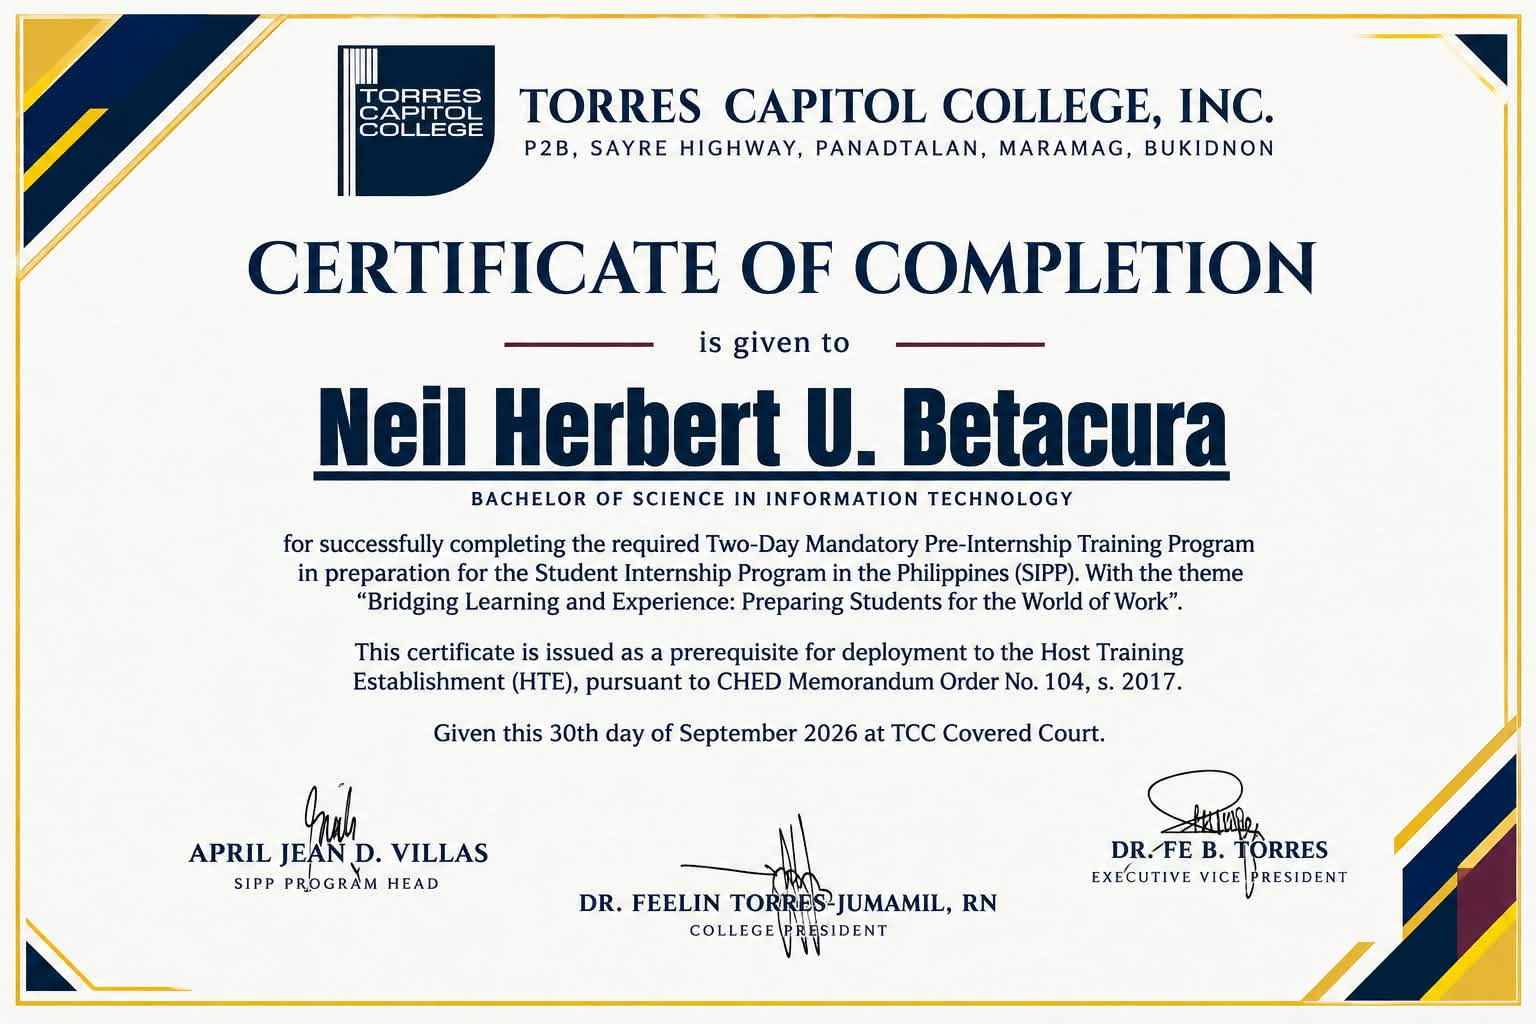 TORRES
CAPITOL
COLLEGE
TORRES CAPITOL COLLEGE, INC.
P2B, SAYRE HIGHWAY, PANADTALAN, MARAMAG, BUKIDNON
CERTIFICATE OF COMPLETION
is given to
Neil Herbert U. Betacura
BACHELOR OF SCIENCE IN INFORMATION TECHNOLOGY
for successfully completing the required Two-Day Mandatory Pre-Internship Training Program
in preparation for the Student Internship Program in the Philippines (SIPP). With the theme
“Bridging Learning and Experience: Preparing Students for the World of Work”.
This certificate is issued as a prerequisite for deployment to the Host Training
Establishment (HTE), pursuant to CHED Memorandum Order No. 104, s. 2017.
Given this 30th day of September 2026 at TCC Covered Court.
APRIL JEAN D. VILLAS
SIPP PROGRAM HEAD
DR. FEELIN TORRES-JUMAMIL, RN
COLLEGE PRESIDENT
DR. FE B. TORRES
EXECUTIVE VICE PRESIDENT